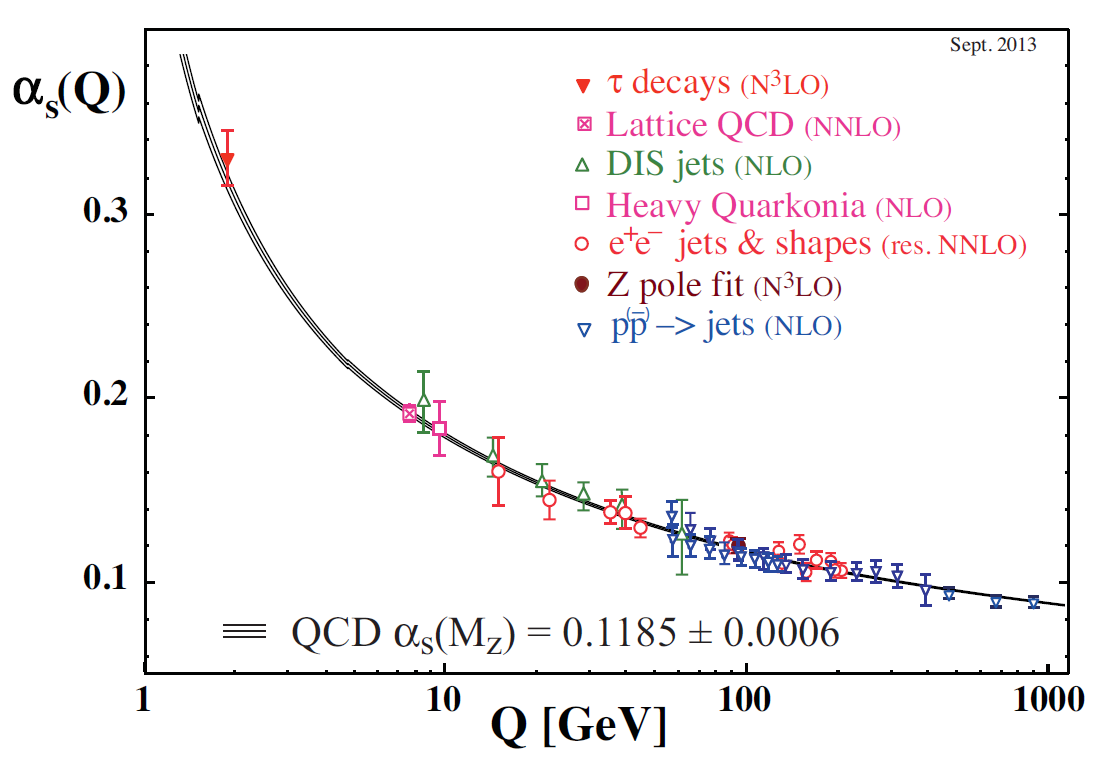 Sept. 2013
αs(Q)
τ decays (N³LO)
Lattice QCD (NNLO)
DIS jets (NLO)
Heavy Quarkonia (NLO)
e⁺e⁻ jets & shapes (res. NNLO)
Z pole fit (N³LO)
pp(–) –> jets (NLO)
0.3
0.2
0.1
QCD αs(Mz) = 0.1185 ± 0.0006
1 10 100 1000
Q [GeV]